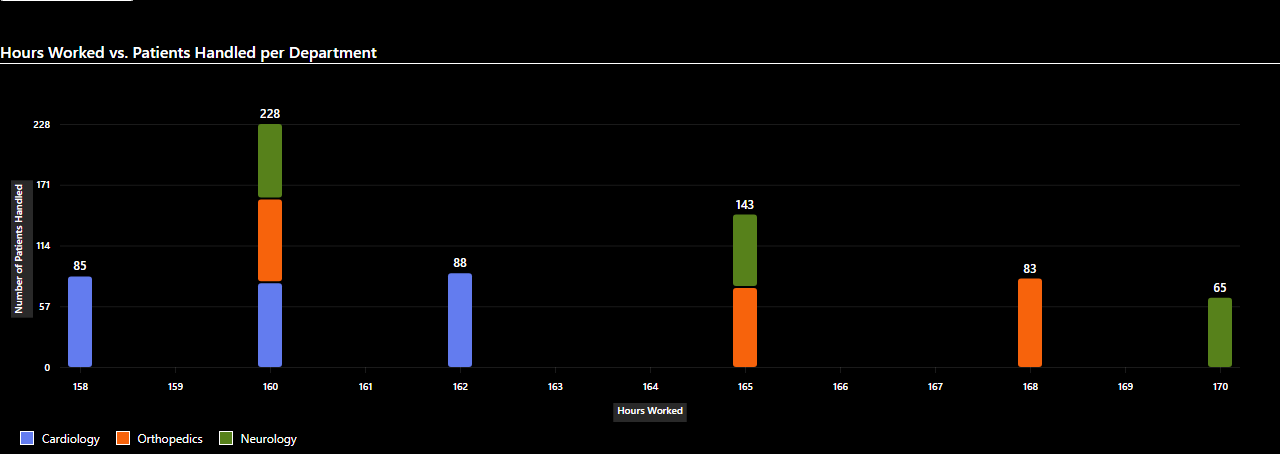 Hours Worked vs. Patients Handled per Department
228
228
171
143
Number of Patients Handled
114
85
88
83
65
57
0
158 159 160 161 162 163 164 165 166 167 168 169 170
Hours Worked
Cardiology Orthopedics Neurology